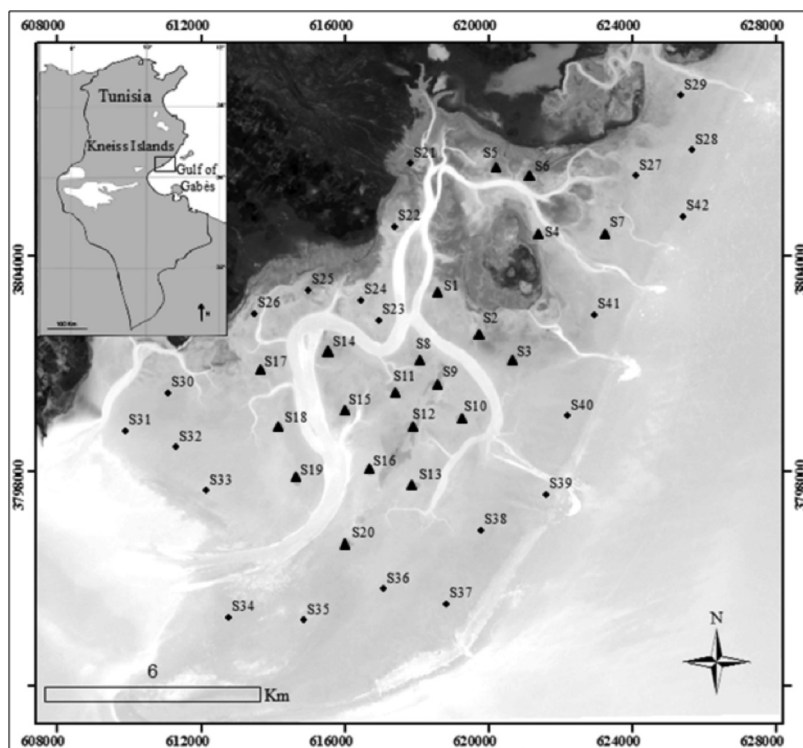 608000 612000 616000 620000 624000 628000
Tunisia
Kneiss Islands
Gulf of
Gabès
S29
S28
S21
S5
S6
S27
S42
S22
S4
S7
3804000
3804000
S25
S24
S1
S26
S23
S2
S41
S14
S8
S3
S17
S11
S9
S30
S15
S12
S10
S40
S31
S18
S32
S16
S13
S19
S33
S39
3798000
3798000
S38
S20
S36
S37
S34
S35
N
6
Km
608000 612000 616000 620000 624000 628000